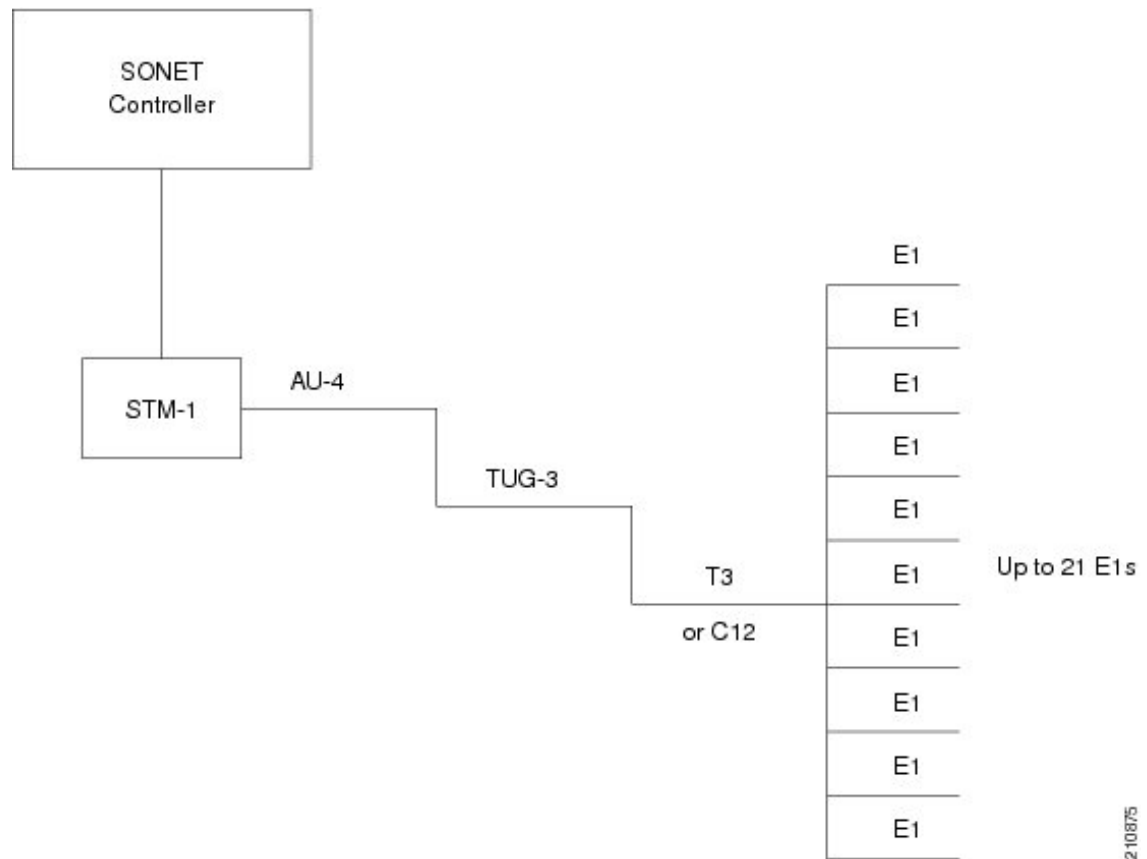 SONET
Controller
STM-1
AU-4
TUG-3
T3
or C12
E1
E1
E1
E1
E1
E1
E1
E1
E1
E1
Up to 21 E1s
210875